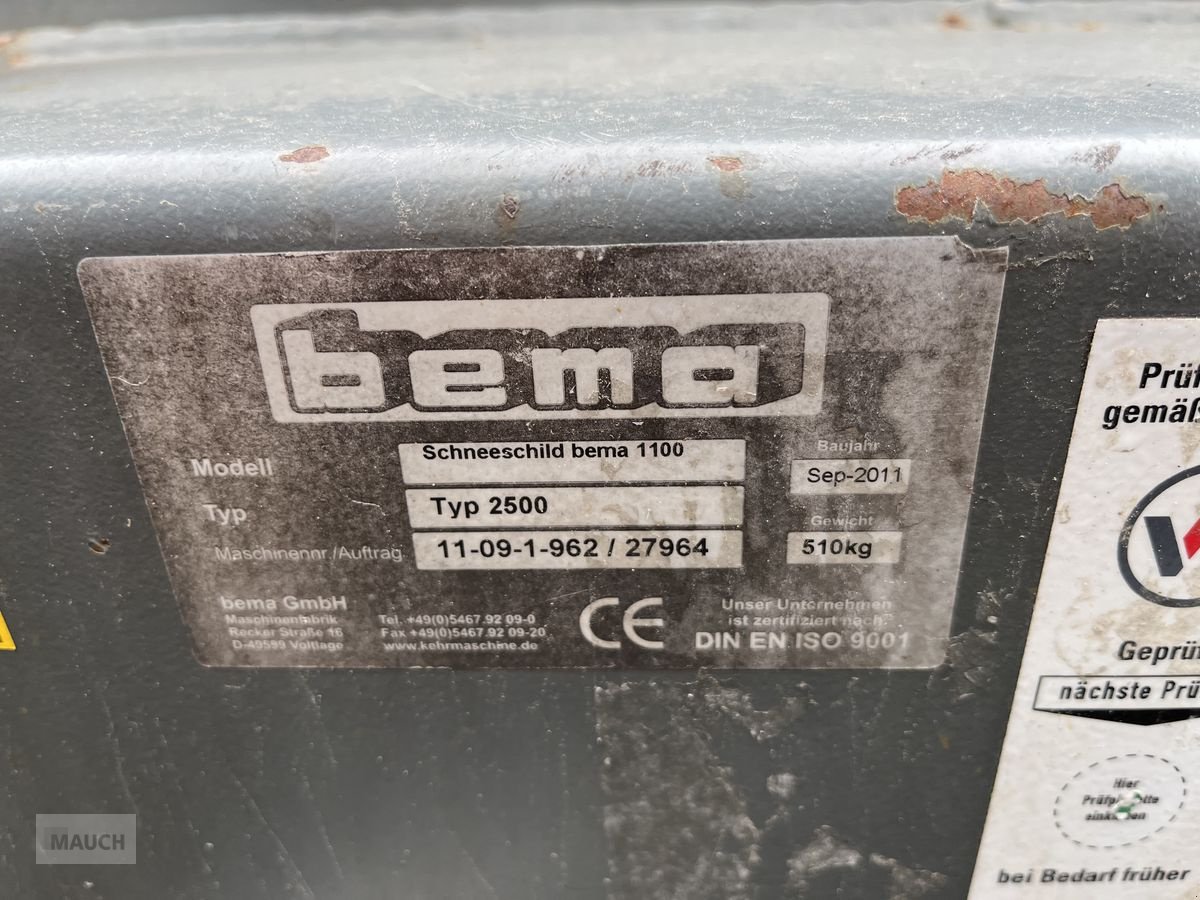 bema
Modell Schneeschild bema 1100
Baujahr
Sep-2011
Typ Typ 2500
Gewicht
Maschinennr./Auftrag 11-09-1-962 / 27964
510kg
bema GmbH
Maschinenfabrik
Recker Straße 16
D-49599 Voltlage
Tel. +49(0)5467.92 09-0
Fax +49(0)5467.92 09-20
www.kehrmaschine.de
CE
Unser Unternehmen
ist zertifiziert nach:
DIN EN ISO 9001
gemäß
nächste
Hier
bei Bedarf früher
MAUCH